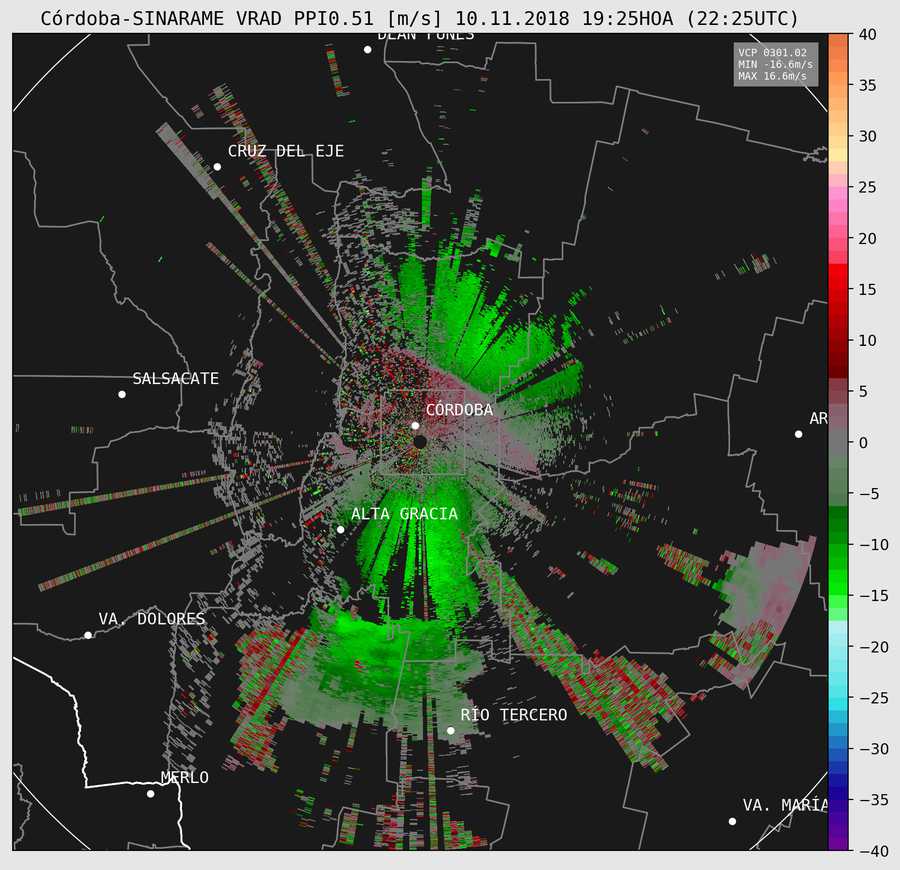 Córdoba-SINARAME VRAD PPI0.51 [m/s] 10.11.2018 19:25HOA (22:25UTC)
DEÁN FUNES
VCP 0301.02
MIN -16.6m/s
MAX 16.6m/s
CRUZ DEL EJE
SALSACATE
CÓRDOBA
AR
ALTA GRACIA
VA. DOLORES
RÍO TERCERO
MERLO
VA. MARÍA
40
35
30
25
20
15
10
5
0
−5
−10
−15
−20
−25
−30
−35
−40